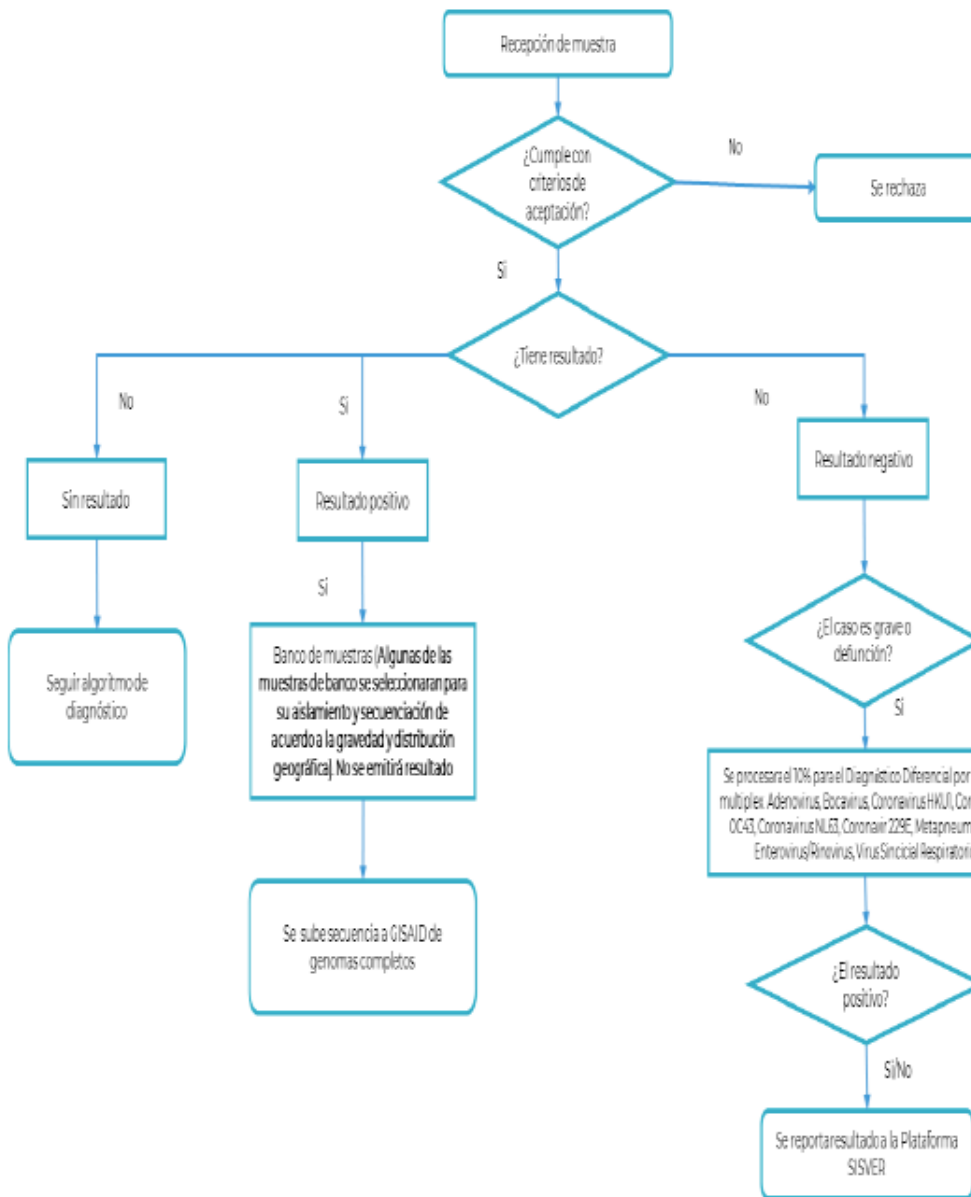 Recepción de muestra
¿Cumple con
criterios de
aceptación?
No
Se rechaza
Si
¿Tiene resultado?
No
Si
No
Sin resultado
Resultado positivo
Resultado negativo
Si
Seguir algoritmo de
diagnóstico
Banco de muestras (Algunas de las
muestras de banco se seleccionaran para
su aislamiento y secuenciación de
acuerdo a la gravedad y distribución
geográfica). No se emitirá resultado
¿El caso es grave o
defunción?
Si
Se procesara el 10% para el Diagnóstico Diferencial por
multiplex Adenovirus, Bocavirus, Coronavirus HKU1,
OC43, Coronavirus NL63, Coronavir 229E,
Enterovirus/Rinovirus, Virus Sincicial
Se sube secuencia a GISAID de
genomas completos
¿El resultado
positivo?
Si/No
Se reporta resultado a la Plataforma
SISVER